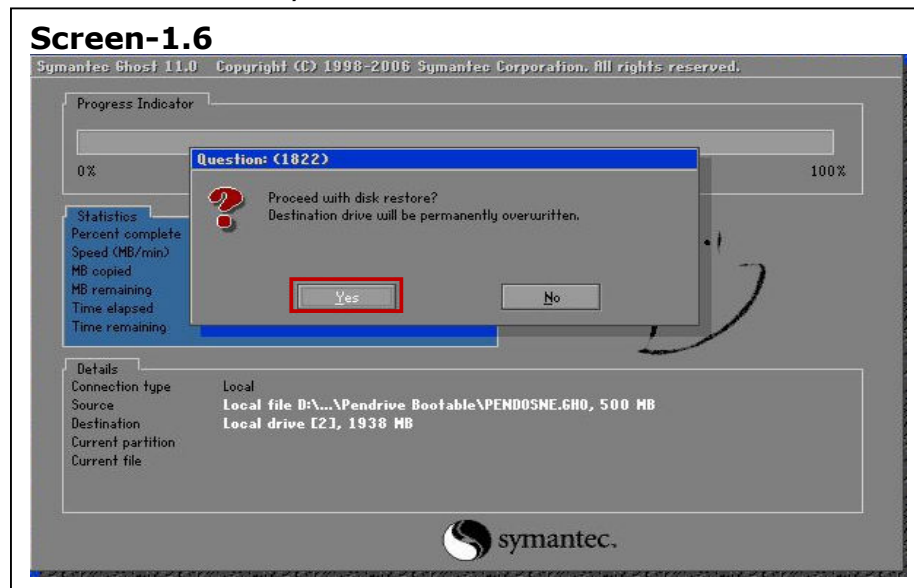 Screen-1.6
Symantec Ghost 11.0 Copyright (C) 1998-2006 Symantec Corporation. All rights reserved.
Progress Indicator
0%
100%
Question: (1822)
Proceed with disk restore?
Destination drive will be permanently overwritten.
Yes
No
Statistics
Percent complete
Speed (MB/min)
MB copied
MB remaining
Time elapsed
Time remaining
Details
Connection type Local
Source Local file D:\...\Pendrive Bootable\PENDOSNE.GHO, 500 MB
Destination Local drive [2], 1938 MB
Current partition
Current file
symantec.